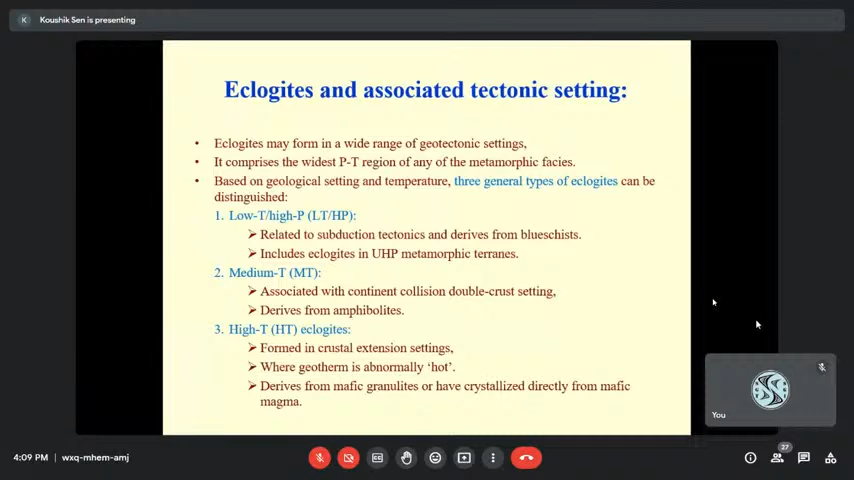 K Koushik Sen is presenting
Eclogites and associated tectonic setting:
• Eclogites may form in a wide range of geotectonic settings,
• It comprises the widest P-T region of any of the metamorphic facies.
• Based on geological setting and temperature, three general types of eclogites can be
distinguished:
1. Low-T/high-P (LT/HP):
➢ Related to subduction tectonics and derives from blueschists.
➢ Includes eclogites in UHP metamorphic terranes.
2. Medium-T (MT):
➢ Associated with continent collision double-crust setting,
➢ Derives from amphibolites.
3. High-T (HT) eclogites:
➢ Formed in crustal extension settings,
➢ Where geotherm is abnormally ‘hot’.
➢ Derives from mafic granulites or have crystallized directly from mafic
magma.
You
4:09 PM | wxq-mhem-amj
27